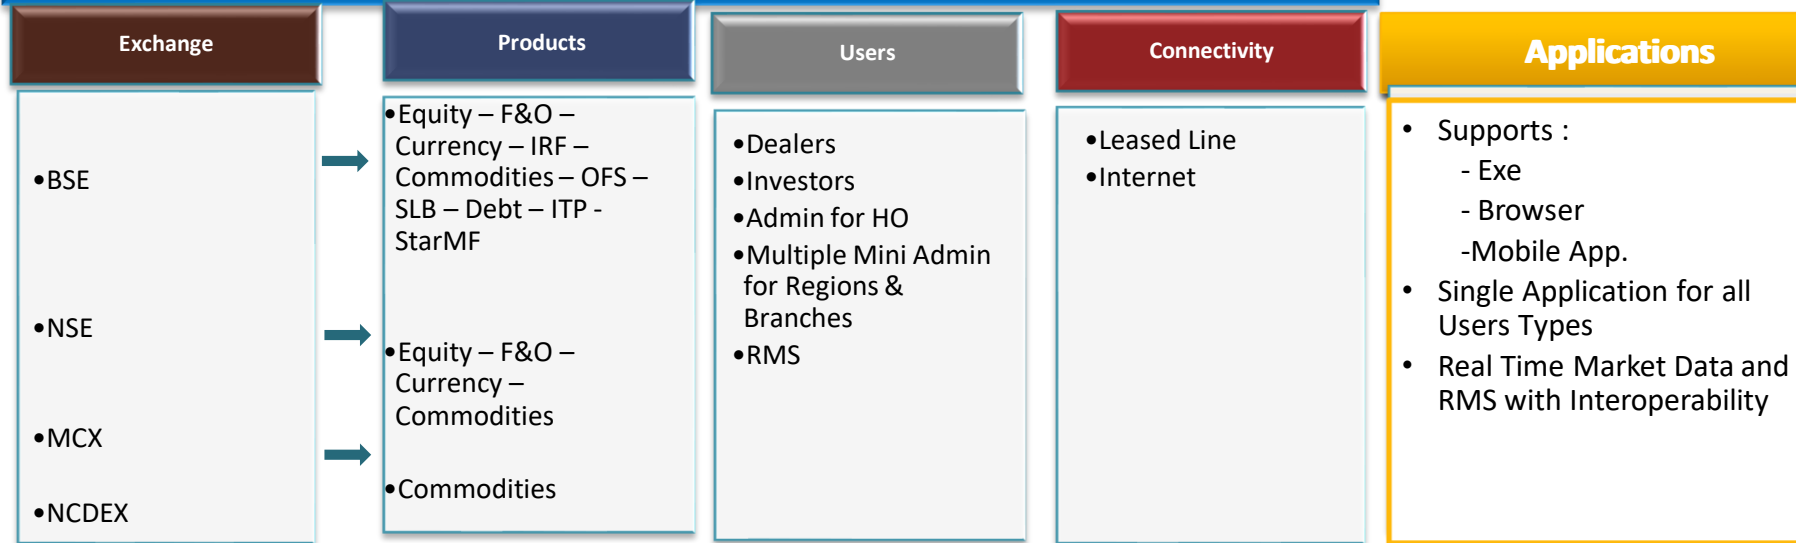 Exchange
•BSE
•NSE
•MCX
•NCDEX
Products
•Equity – F&O –
Currency – IRF –
Commodities – OFS –
SLB – Debt – ITP -
StarMF
•Equity – F&O –
Currency –
Commodities
•Commodities
Users
•Dealers
•Investors
•Admin for HO
•Multiple Mini Admin
for Regions &
Branches
•RMS
Connectivity
•Leased Line
•Internet
Applications
• Supports :
- Exe
- Browser
-Mobile App.
• Single Application for all
Users Types
• Real Time Market Data and
RMS with Interoperability